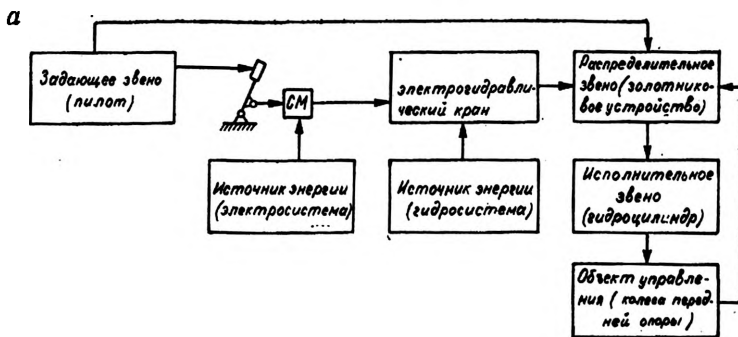 а
Задающее звено
(пилот)
СМ
электрогидравли-
ческий кран
Распределительное
звено (золотнико-
вое устройство)
Источник энергии
(электросистема)
Источник энергии
(гидросистема)
Исполнительное
звено
(гидроцилиндр)
Объект управле-
ния (колеса перед-
ней опоры)